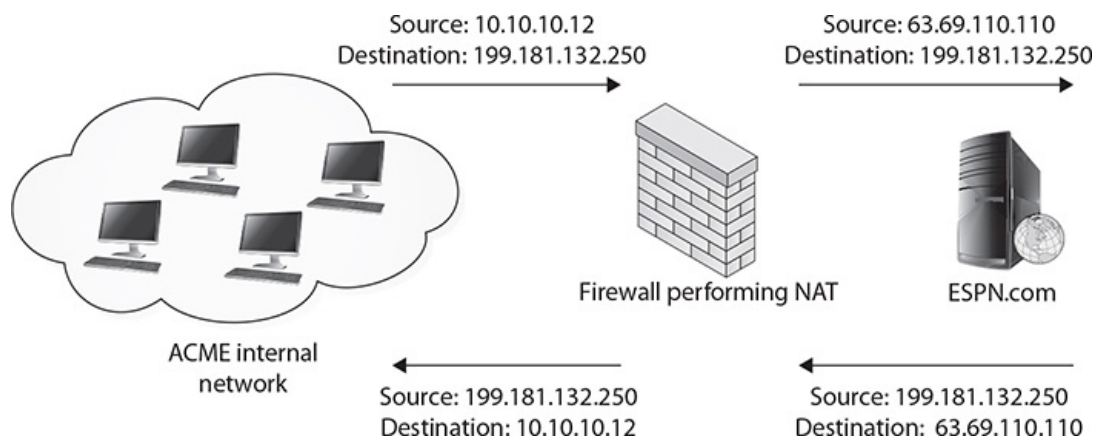 Source: 10.10.10.12
Destination: 199.181.132.250
Source: 63.69.110.110
Destination: 199.181.132.250
Firewall performing NAT
ESPN.com
ACME internal
network
Source: 199.181.132.250
Destination: 10.10.10.12
Source: 199.181.132.250
Destination: 63.69.110.110